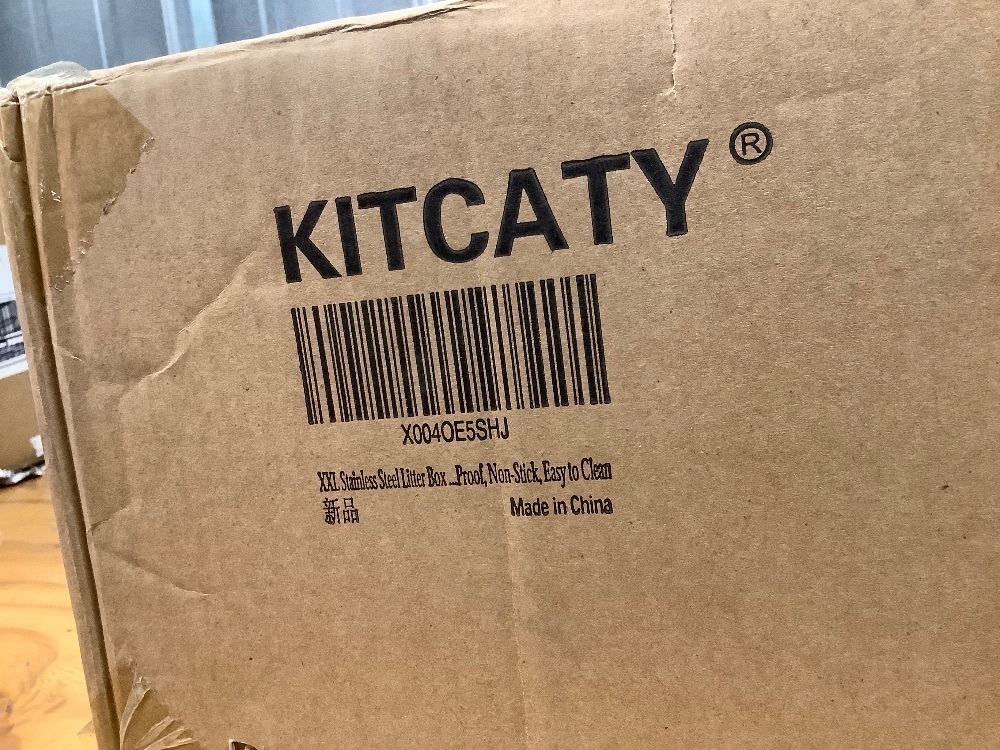 KITCATY®
X004OE5SHJ
XXL Stainless Steel Litter Box ...Proof, Non-Stick, Easy to Clean
新品
Made in China